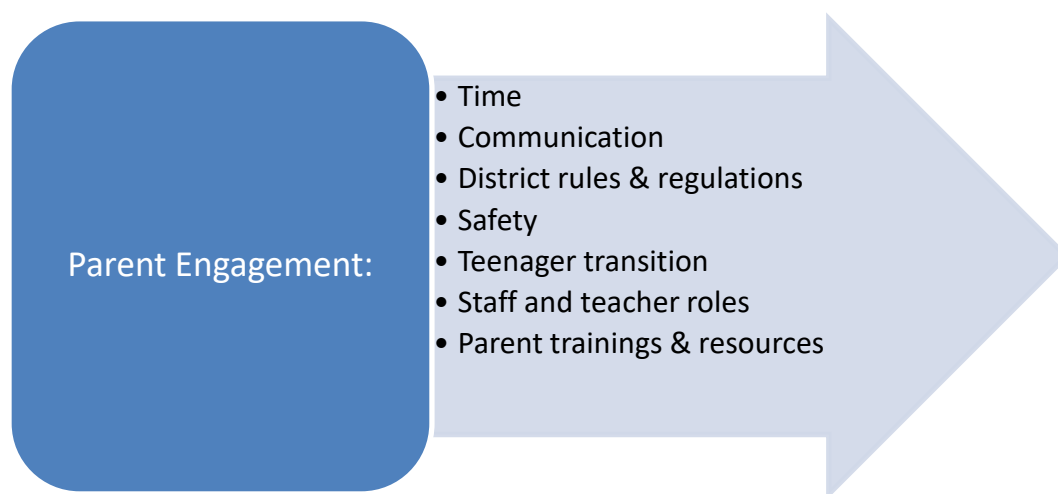 Parent Engagement:
• Time
• Communication
• District rules & regulations
• Safety
• Teenager transition
• Staff and teacher roles
• Parent trainings & resources